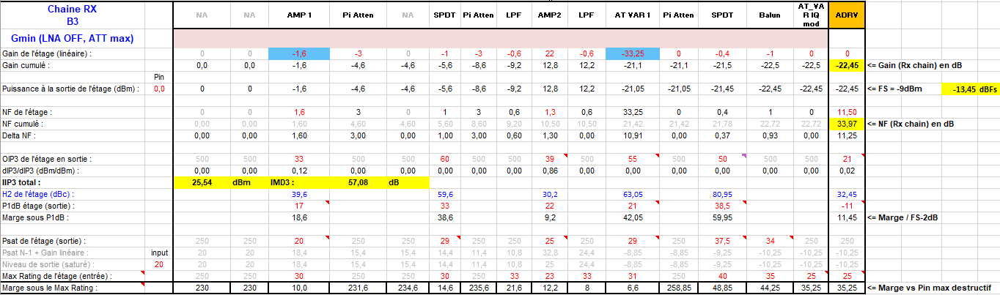 Chaine RX B3 NA NA AMP 1 Pi Atten NA SPDT Pi Atten LPF AMP2 LPF AT VAR 1 Pi Atten SPDT Balun AT_VAR IQ mod ADRV
Gmin (LNA OFF, ATT max)
Gain de l'étage (linéaire) : 0 0 -1,6 -3 0 -1 -3 -0,6 22 -0,6 -33,25 0 -0,4 -1 0 0
Gain cumulé : 0,0 0,0 -1,6 -4,6 -4,6 -5,6 -8,6 -9,2 12,8 12,2 -21,1 -21,1 -21,5 -22,5 -22,5 -22,45 <= Gain (Rx chain) en dB
Pin
Puissance à la sortie de l'étage (dBm) : 0,0 0 0 -1,6 -4,6 -4,6 -5,6 -8,6 -9,2 12,8 12,2 -21,05 -21,05 -21,45 -22,45 -22,45 -22,45 <= FS = -9dBm -13,45 dBFs
NF de l'étage : 0 0 1,6 3 0 1 3 0,6 1,3 0,6 33,25 0 0,4 1 0 11,50
NF cumulé : 0,00 0,00 1,60 4,60 4,60 5,60 8,60 9,20 10,50 10,50 21,42 21,42 21,78 22,72 22,72 33,97 <= NF (Rx chain) en dB
Delta NF : 0,00 0,00 1,60 3,00 0,00 1,00 3,00 0,60 1,30 0,00 10,91 0,00 0,37 0,93 0,00 11,25
OIP3 de l'étage en sortie : 500 500 33 500 500 60 500 500 39 500 55 500 50 500 500 21
dIP3/dIP3 (dBm/dBm) : 0,00 0,00 0,12 0,00 0,00 0,00 0,00 0,00 0,86 0,00 0,00 0,00 0,00 0,00 0,00 0,02
IIP3 total : 25,54 dBm IMD3 : 57,08 dB
H2 de l'étage (dBc) : 39,6 59,6 30,2 63,05 80,95 32,45
P1dB étage (sortie) : 17 33 22 21 38,5 -11
Marge sous P1dB : 18,6 38,6 9,2 42,05 59,95 11,45 <= Marge / FS-2dB
Psat de l'étage (sortie) : 250 250 20 250 250 29 250 250 25 250 29 250 37,5 34 250 250
Psat N-1 + Gain linéaire : input 20 20 18,4 15,4 15,4 14,4 11,4 10,8 32,8 24,4 -8,85 -8,85 -9,25 -10,25 -10,25 -10,25
Niveau de sortie (saturé) : 20 20 20 18,4 15,4 15,4 14,4 11,4 10,8 25 24,4 -8,85 -8,85 -9,25 -10,25 -10,25 -10,25
Max Rating de l'étage (entrée) : 250 250 30 250 250 30 250 33 23 33 31 250 40 35 25 25
Marge sous le Max Rating : 230 230 10,0 231,6 234,6 14,6 235,6 21,6 12,2 8 6,6 258,85 48,85 44,25 35,25 35,25 <= Marge vs Pin max destructif